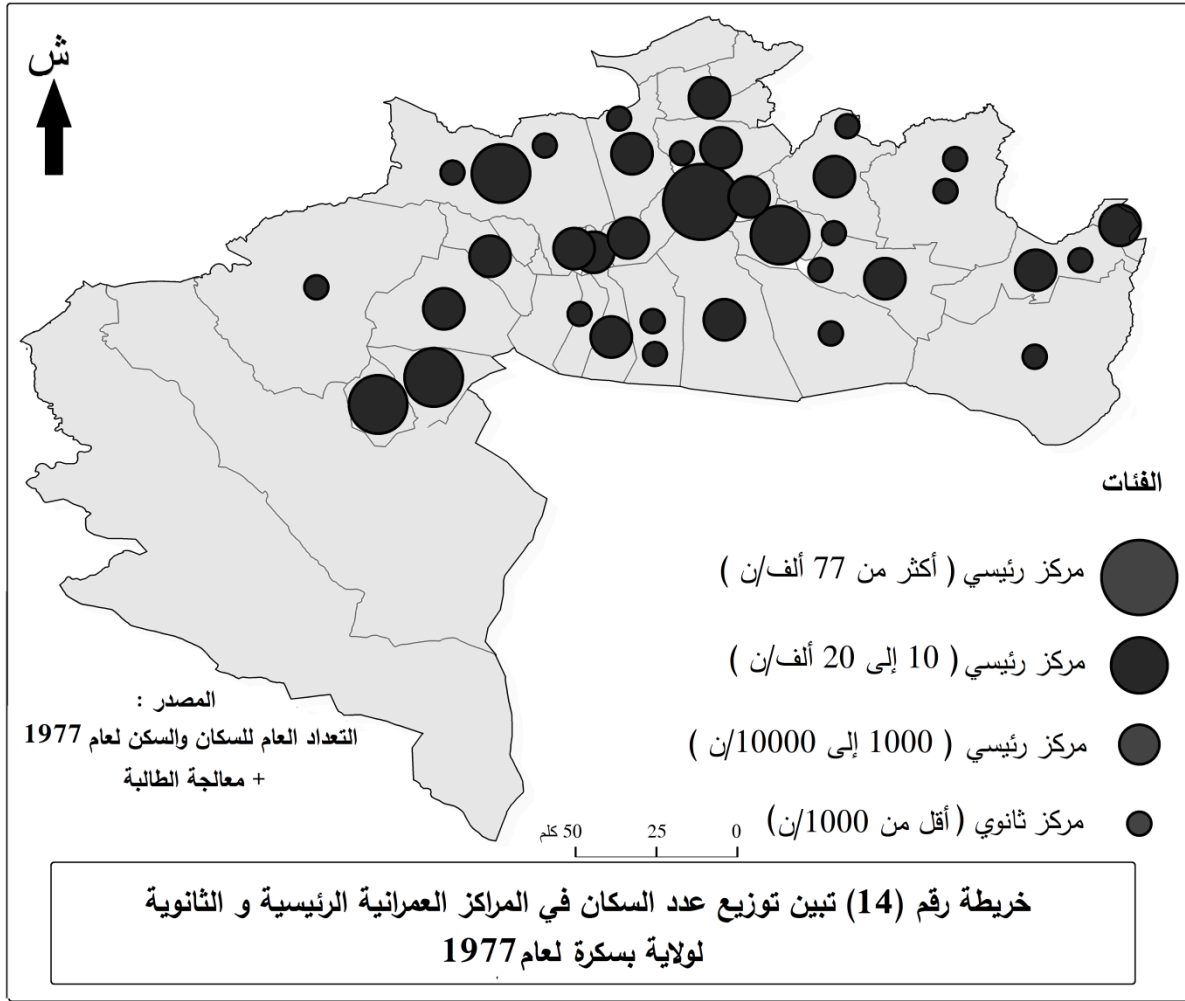 ش
الفئات
مركز رئيسي ( أكثر من 77 ألف/ن )
مركز رئيسي ( 10 إلى 20 ألف/ن )
مركز رئيسي ( 1000 إلى 10000/ن )
مركز ثانوي ( أقل من 1000/ن)
المصدر :
التعداد العام للسكان والسكن لعام 1977
+ معالجة الطالبة
0 25 50 كلم
خريطة رقم (14) تبين توزيع عدد السكان في المراكز العمرانية الرئيسية و الثانوية
لولاية بسكرة لعام 1977